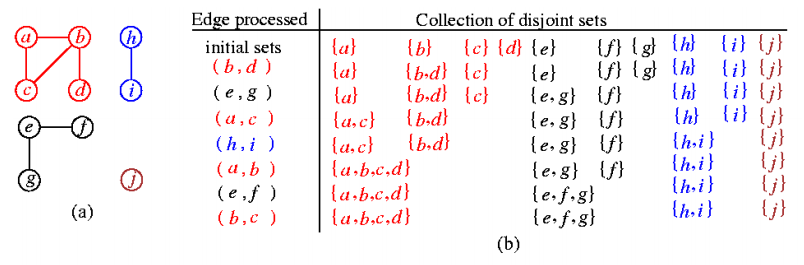 a b h
c d i
e f
g j
(a)
Edge processed Collection of disjoint sets
initial sets {a} {b} {c} {d} {e} {f} {g} {h} {i} {j}
(b,d) {a} {b,d} {c} {e} {f} {g} {h} {i} {j}
(e,g) {a} {b,d} {c} {e,g} {f} {h} {i} {j}
(a,c) {a,c} {b,d} {e,g} {f} {h} {i} {j}
(h,i) {a,c} {b,d} {e,g} {f} {h,i} {j}
(a,b) {a,b,c,d} {e,g} {f} {h,i} {j}
(e,f) {a,b,c,d} {e,f,g} {h,i} {j}
(b,c) {a,b,c,d} {e,f,g} {h,i} {j}
(b)